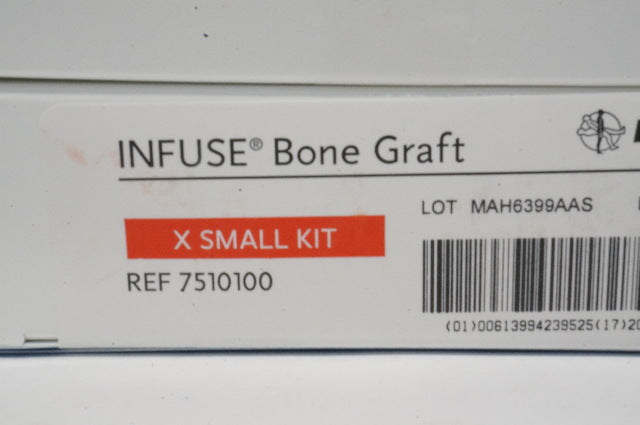 INFUSE® Bone Graft
LOT MAH6399AAS
X SMALL KIT
REF 7510100
(01)00613994239525(17)20